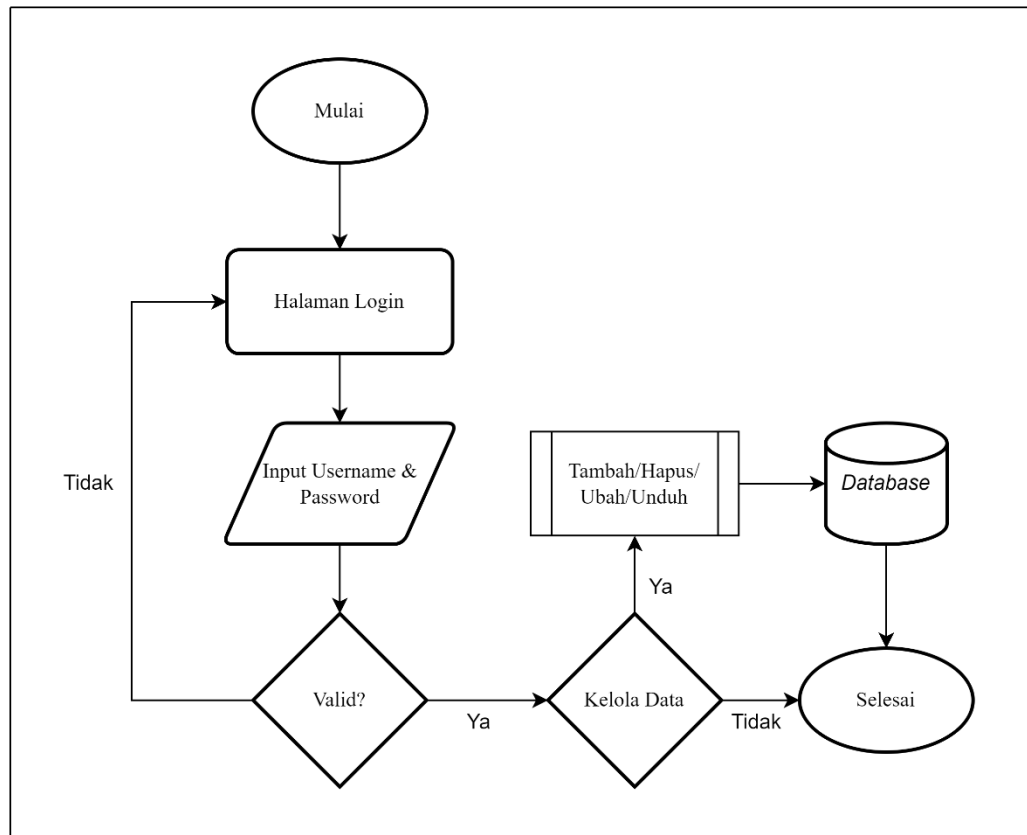 Mulai
Halaman Login
Input Username &
Password
Tidak
Valid?
Ya
Kelola Data
Ya
Tambah/Hapus/
Ubah/Unduh
Database
Tidak
Selesai